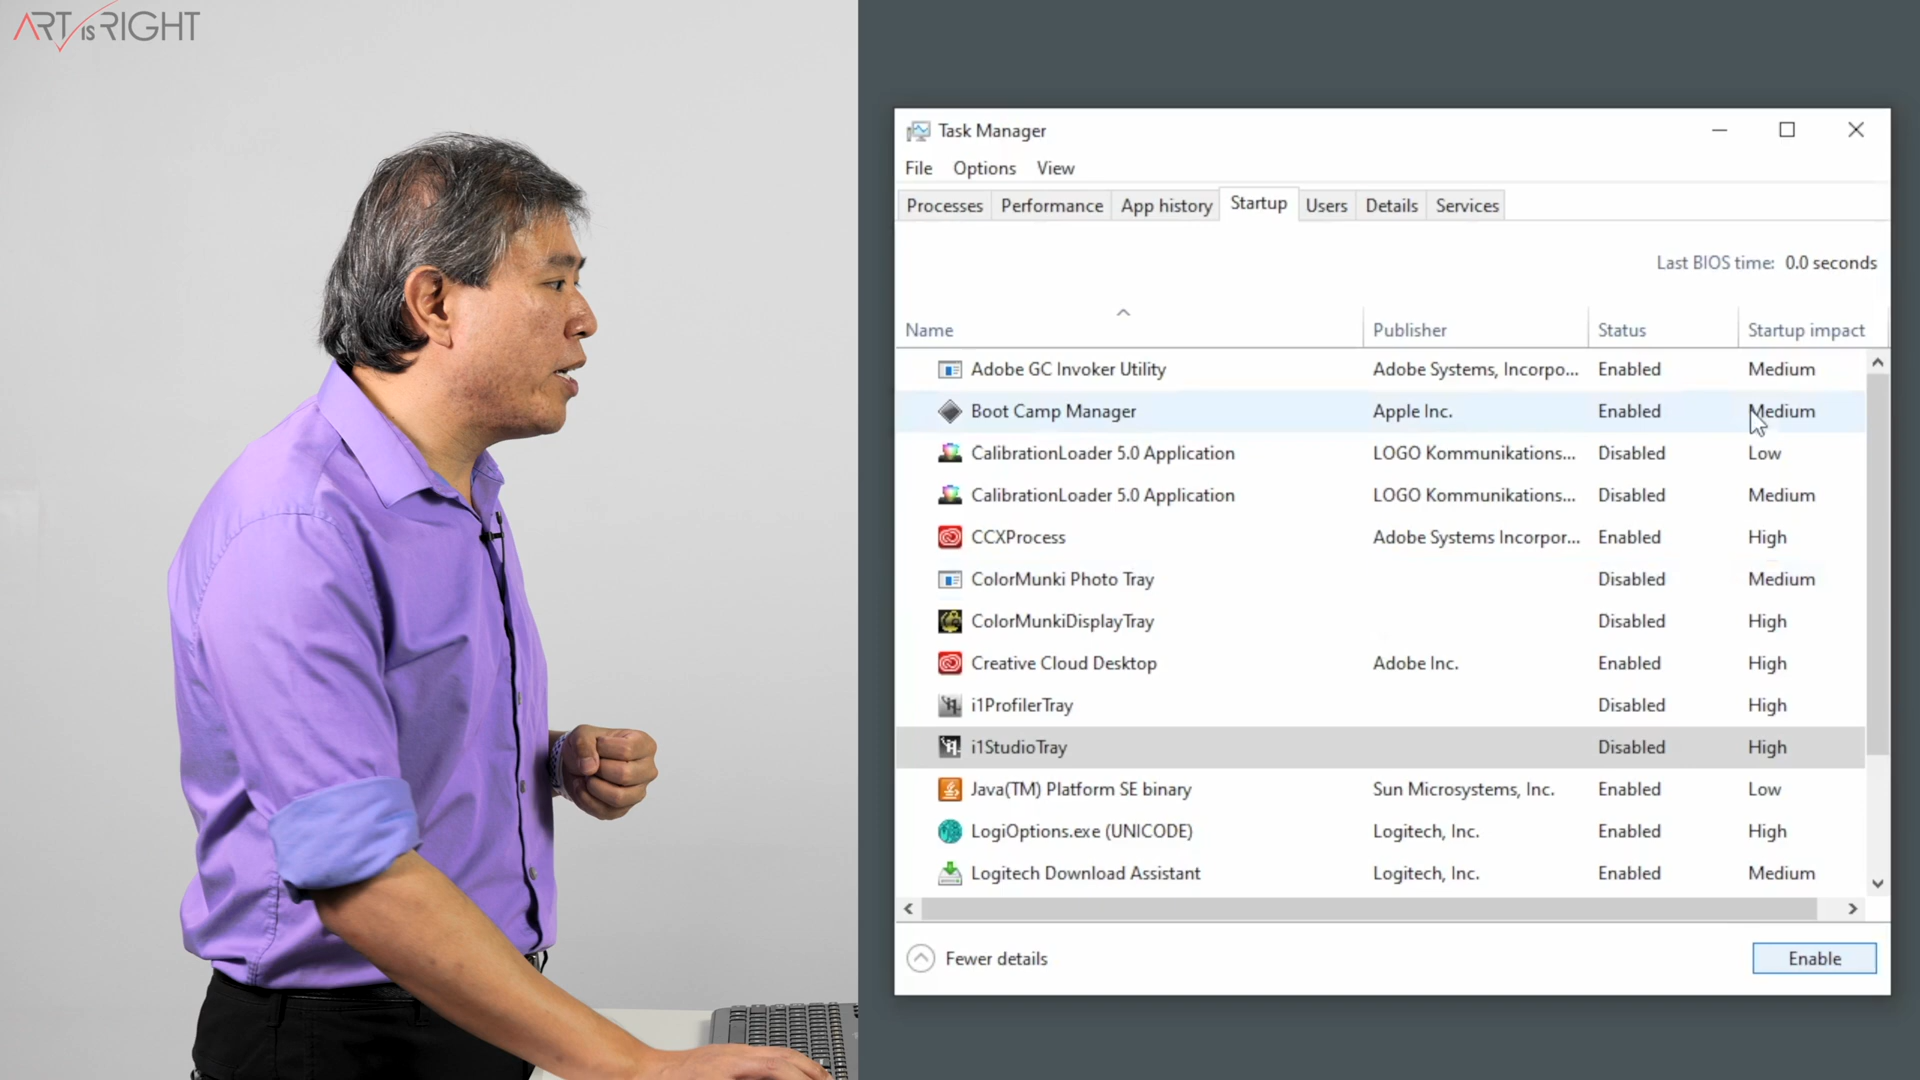 ART is RIGHT
Task Manager
File Options View
Processes Performance App history Startup Users Details Services
Last BIOS time: 0.0 seconds
Name Publisher Status Startup impact
Adobe GC Invoker Utility Adobe Systems, Incorpo... Enabled Medium
Boot Camp Manager Apple Inc. Enabled Medium
CalibrationLoader 5.0 Application LOGO Kommunikations... Disabled Low
CalibrationLoader 5.0 Application LOGO Kommunikations... Disabled Medium
CCXProcess Adobe Systems Incorpor... Enabled High
ColorMunki Photo Tray Disabled Medium
ColorMunkiDisplayTray Disabled High
Creative Cloud Desktop Adobe Inc. Enabled High
i1ProfilerTray Disabled High
i1StudioTray Disabled High
Java(TM) Platform SE binary Sun Microsystems, Inc. Enabled Low
LogiOptions.exe (UNICODE) Logitech, Inc. Enabled High
Logitech Download Assistant Logitech, Inc. Enabled Medium
Fewer details Enable